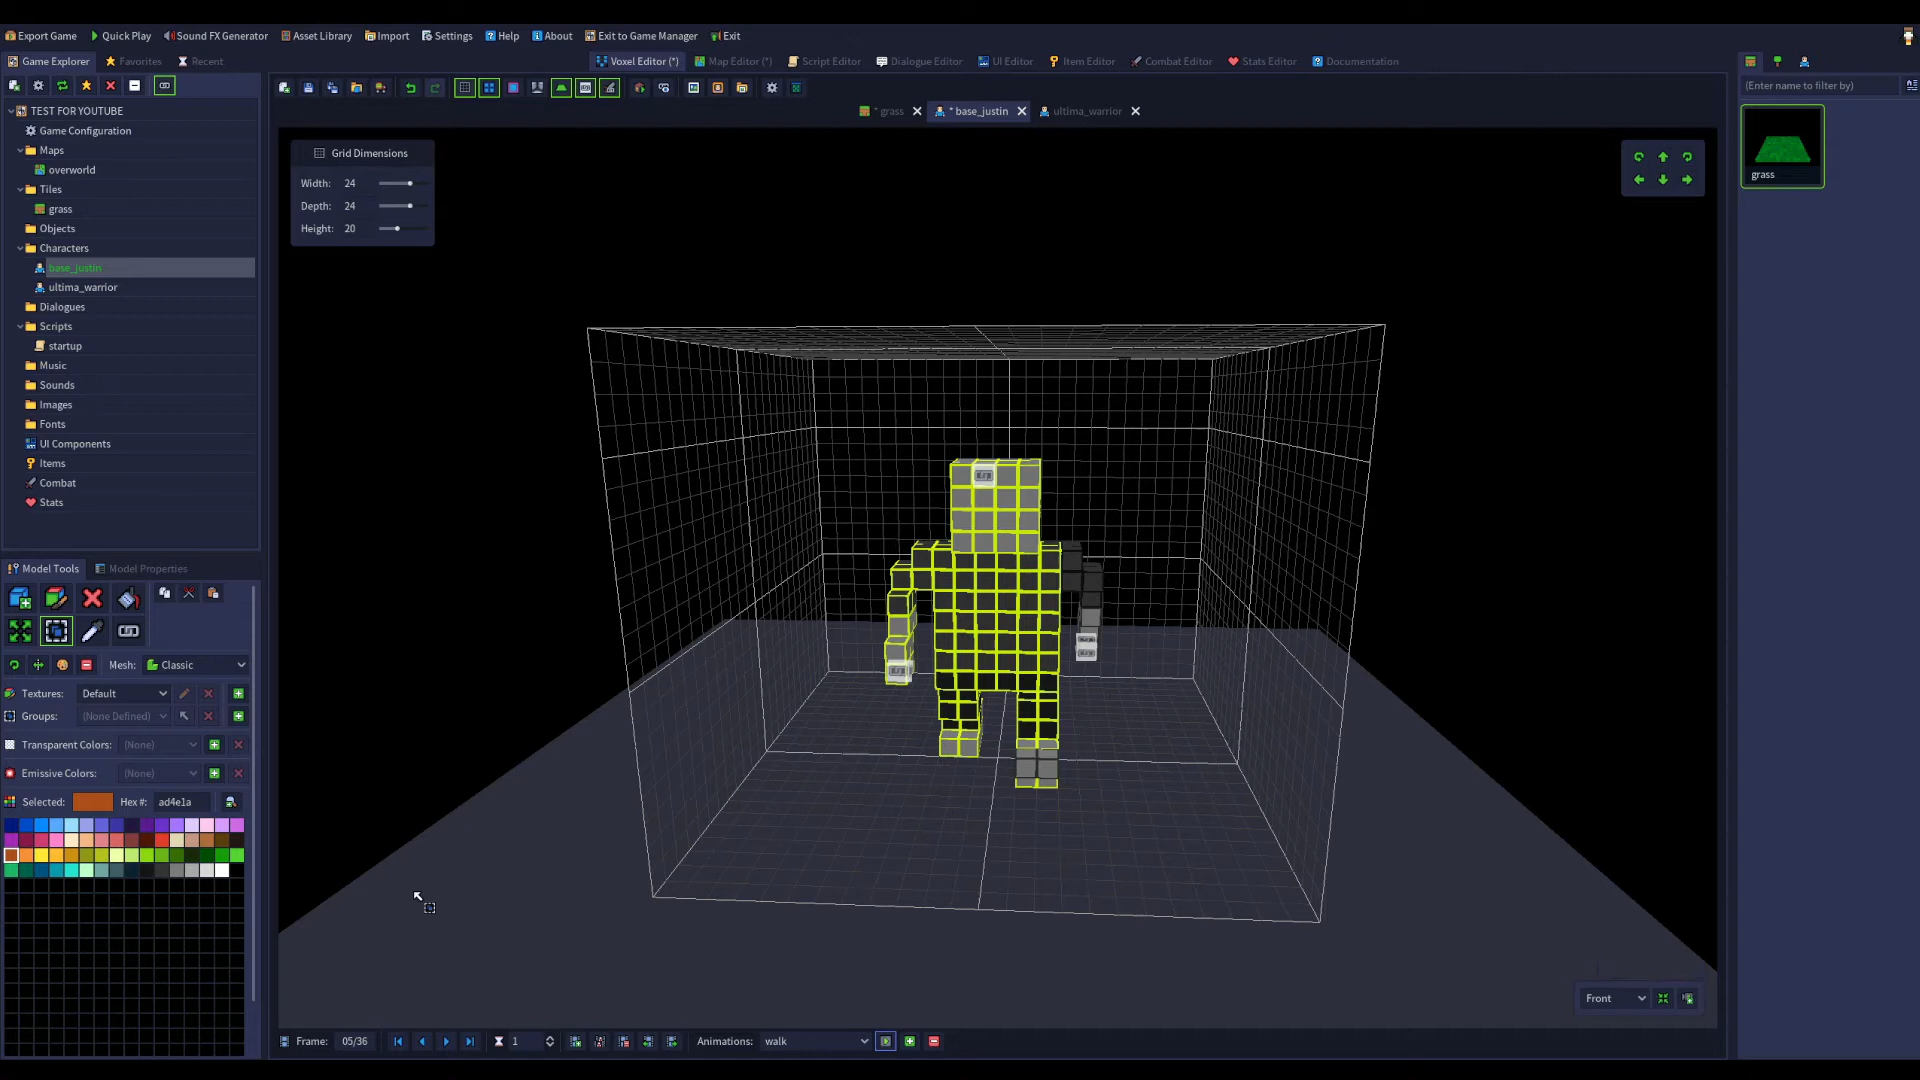 Export Game Quick Play Sound FX Generator Asset Library Import Settings Help About Exit to Game Manager Exit
Game Explorer Favorites Recent Voxel Editor (*) Map Editor (*) Script Editor Dialogue Editor UI Editor Item Editor Combat Editor Stats Editor Documentation
(Enter name to filter by)
* grass * base_justin ultima_warrior
TEST FOR YOUTUBE
Game Configuration
Maps
overworld
Tiles
grass
Objects
Characters
base_justin
ultima_warrior
Dialogues
Scripts
startup
Music
Sounds
Images
Fonts
UI Components
Items
Combat
Stats
Grid Dimensions
Width: 24
Depth: 24
Height: 20
grass
Model Tools Model Properties
Mesh: Classic
Textures: Default
Groups: (None Defined)
Transparent Colors: (None)
Emissive Colors: (None)
Selected: Hex #: ad4e1a
Front
Frame: 05/36 1 Animations: walk